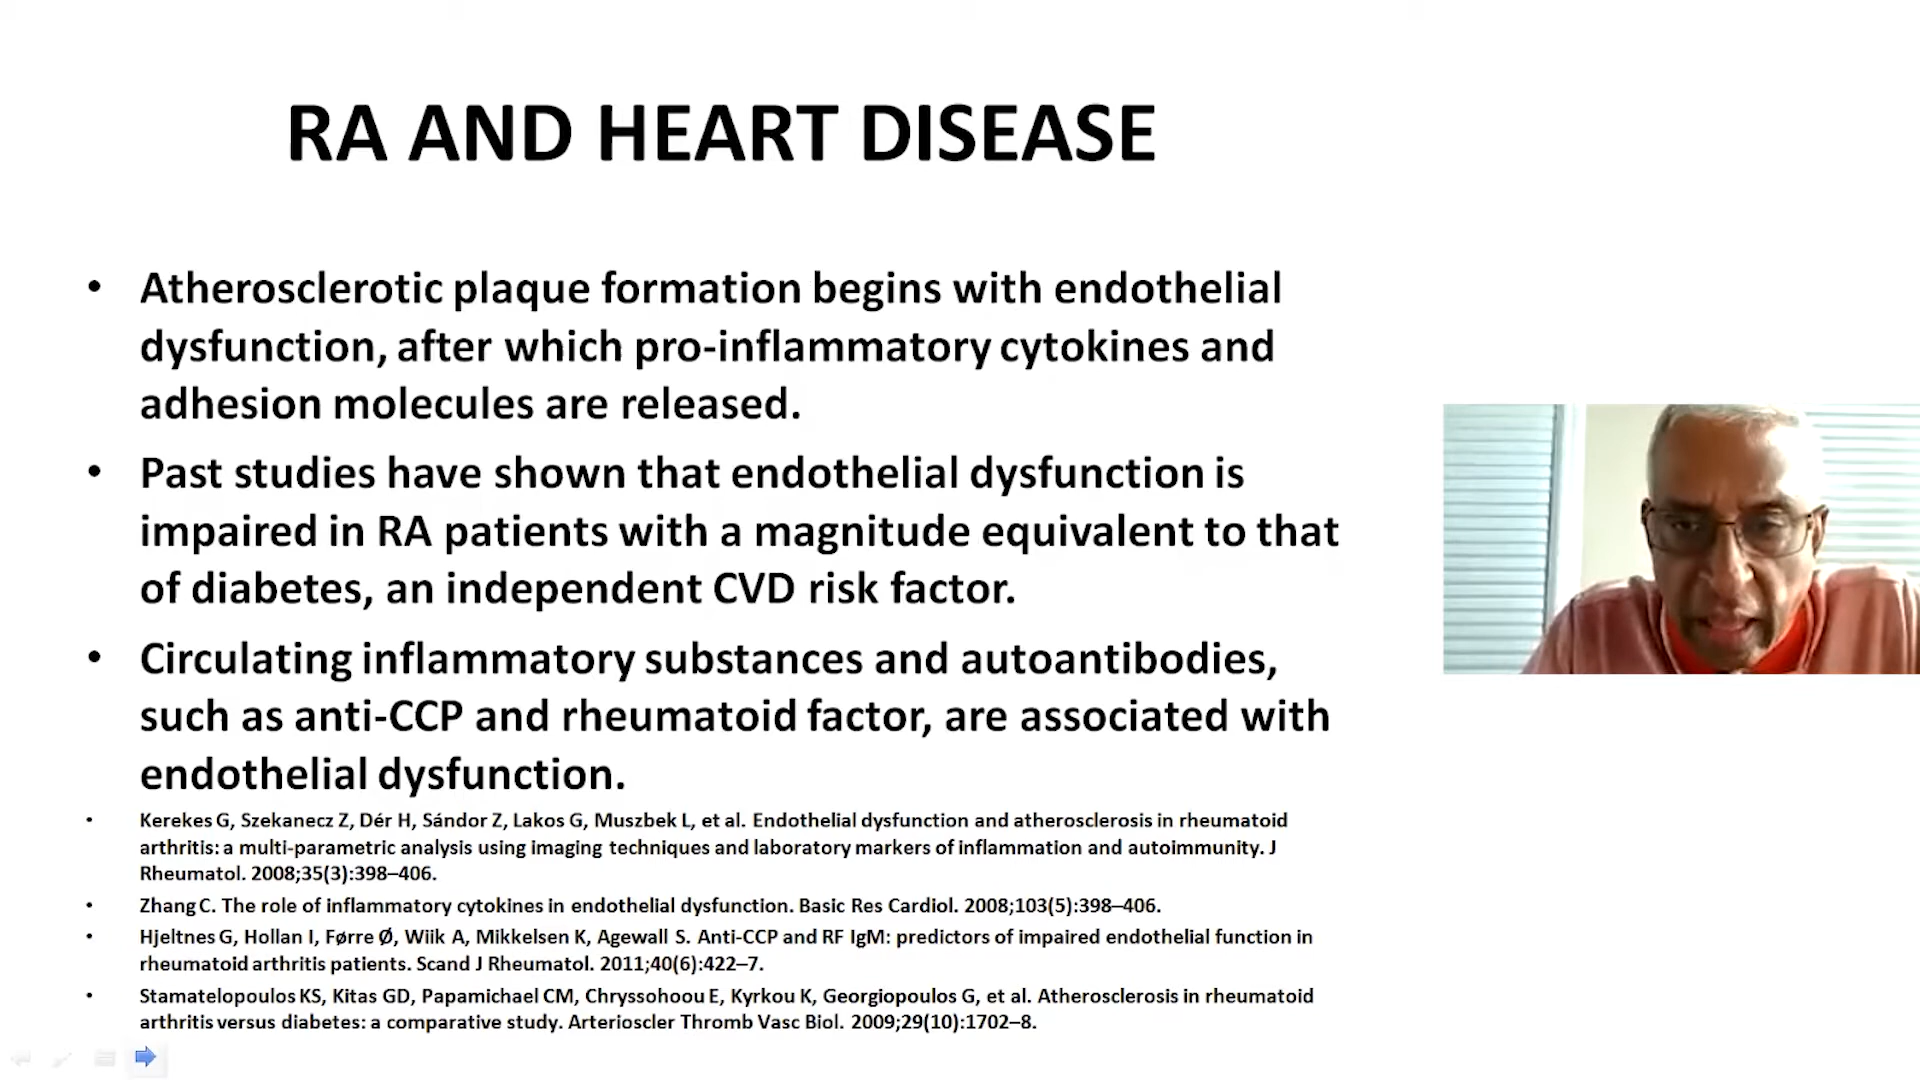 RA AND HEART DISEASE
• Atherosclerotic plaque formation begins with endothelial
dysfunction, after which pro-inflammatory cytokines and
adhesion molecules are released.
• Past studies have shown that endothelial dysfunction is
impaired in RA patients with a magnitude equivalent to that
of diabetes, an independent CVD risk factor.
• Circulating inflammatory substances and autoantibodies,
such as anti-CCP and rheumatoid factor, are associated with
endothelial dysfunction.
• Kerekes G, Szekanecz Z, Dér H, Sándor Z, Lakos G, Muszbek L, et al. Endothelial dysfunction and atherosclerosis in rheumatoid
arthritis: a multi-parametric analysis using imaging techniques and laboratory markers of inflammation and autoimmunity. J
Rheumatol. 2008;35(3):398–406.
• Zhang C. The role of inflammatory cytokines in endothelial dysfunction. Basic Res Cardiol. 2008;103(5):398–406.
• Hjeltnes G, Hollan I, Førre Ø, Wiik A, Mikkelsen K, Agewall S. Anti-CCP and RF IgM: predictors of impaired endothelial function in
rheumatoid arthritis patients. Scand J Rheumatol. 2011;40(6):422–7.
• Stamatelopoulos KS, Kitas GD, Papamichael CM, Chryssohoou E, Kyrkou K, Georgiopoulos G, et al. Atherosclerosis in rheumatoid
arthritis versus diabetes: a comparative study. Arterioscler Thromb Vasc Biol. 2009;29(10):1702–8.